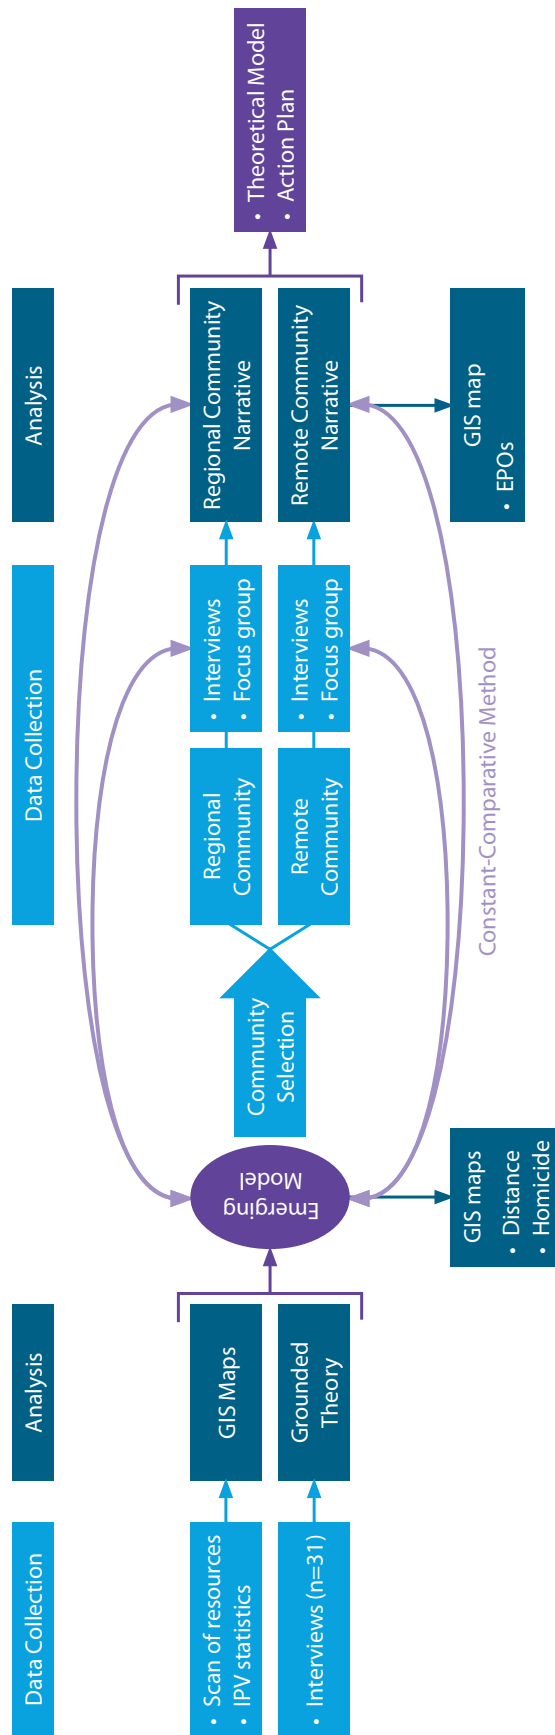 Data Collection
Analysis
Data Collection
Analysis
• Scan of resources
• IPV statistics
GIS Maps
• Interviews (n=31)
Grounded
Theory
Emerging
Model
GIS maps
• Distance
• Homicide
Community
Selection
Regional
Community
• Interviews
• Focus group
Regional Community
Narrative
Remote
Community
• Interviews
• Focus group
Remote Community
Narrative
Constant-Comparative Method
GIS map
• EPOs
• Theoretical Model
• Action Plan